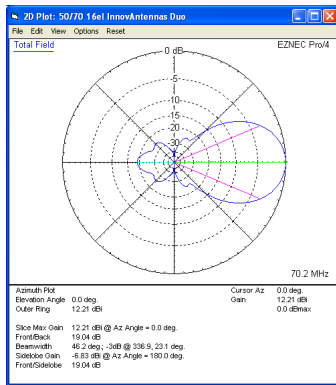 2D Plot: 50/70 16el InnovAntennas Duo
File Edit View Options Reset
Total Field
EZNEC Pro/4
0 dB
-5
-10
-15
-20
-30
70.2 MHz
Azimuth Plot
Elevation Angle 0.0 deg.
Outer Ring 12.21 dBi
Cursor Az 0.0 deg.
Gain 12.21 dBi
0.0 dBmax
Slice Max Gain 12.21 dBi @ Az Angle = 0.0 deg.
Front/Back 19.04 dB
Beamwidth 46.2 deg.; -3dB @ 336.9, 23.1 deg.
Sidelobe Gain -6.83 dBi @ Az Angle = 180.0 deg.
Front/Sidelobe 19.04 dB